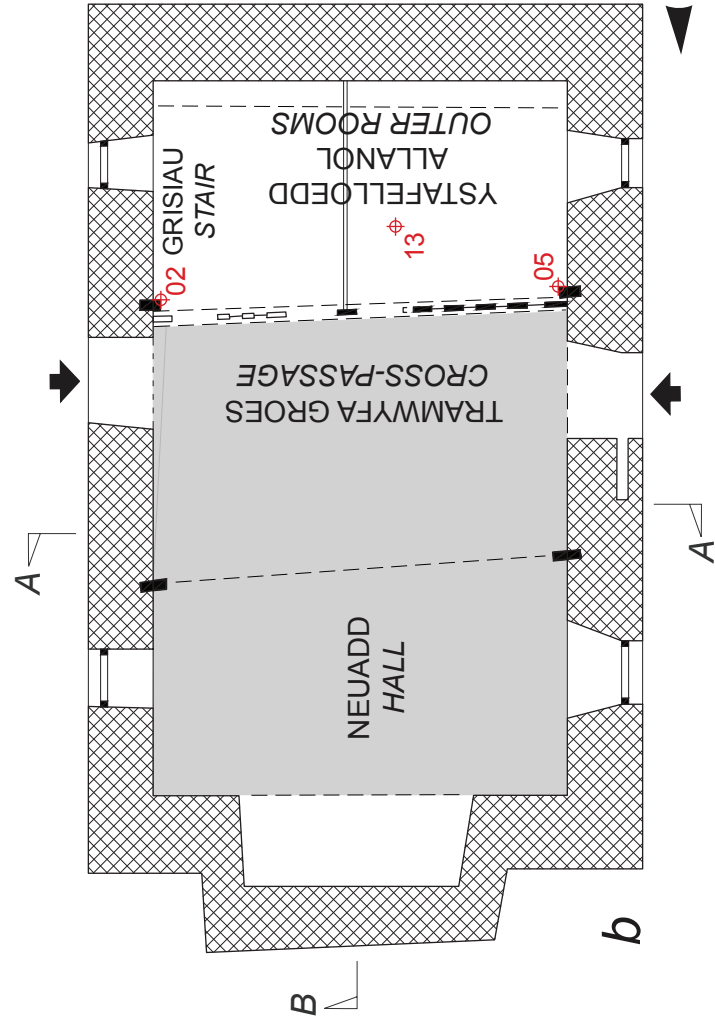 YSTAFELLOEDD
ALLANOL
OUTER ROOMS
GRISIAU
STAIR
02
13
05
TRAMWYFA GROES
CROSS-PASSAGE
NEUADD
HALL
A
A
B
b